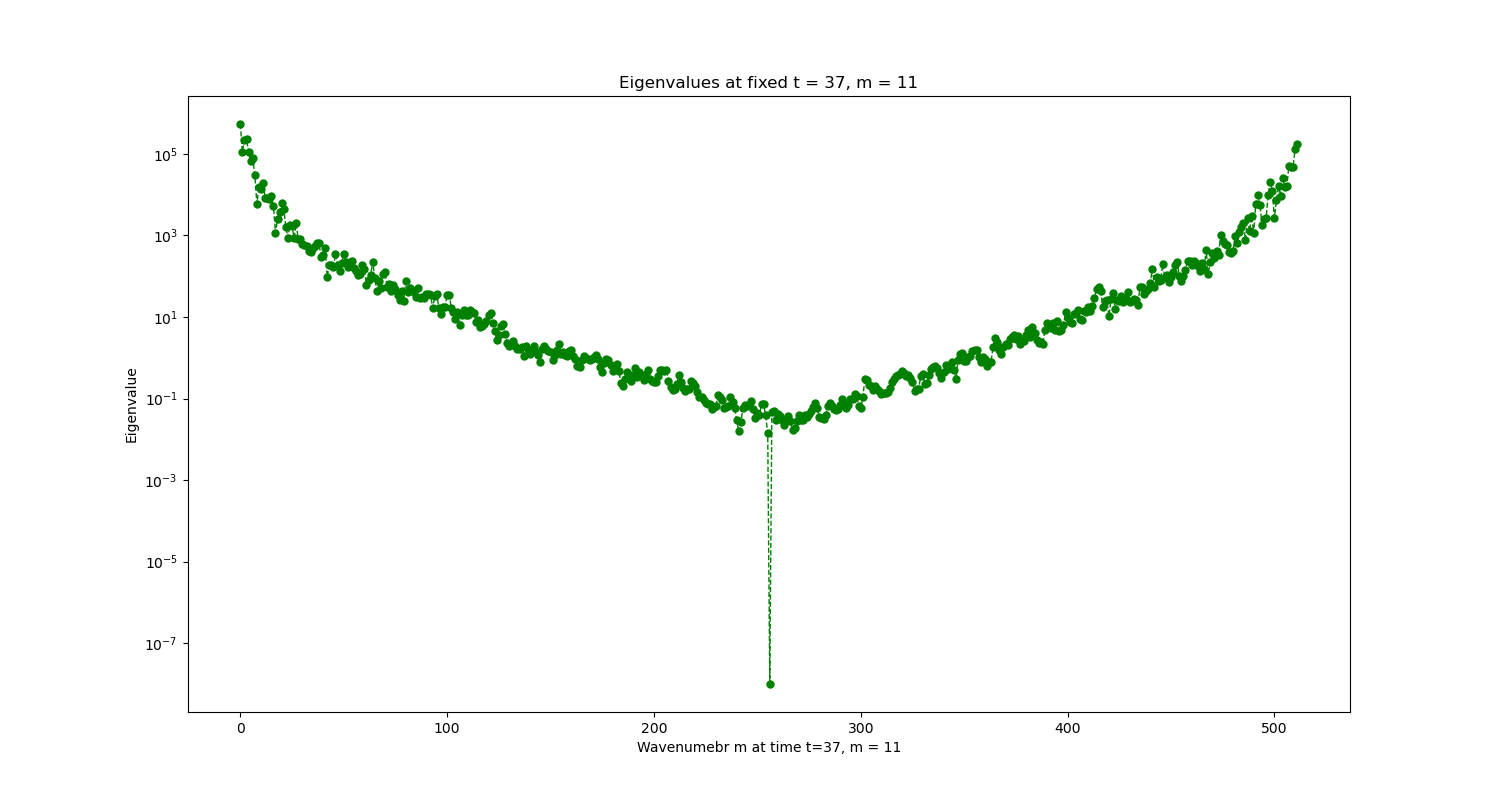 Eigenvalues at fixed t = 37, m = 11
Eigenvalue
10^5
10^3
10^1
10^−1
10^−3
10^−5
10^−7
0 100 200 300 400 500
Wavenumebr m at time t=37, m = 11